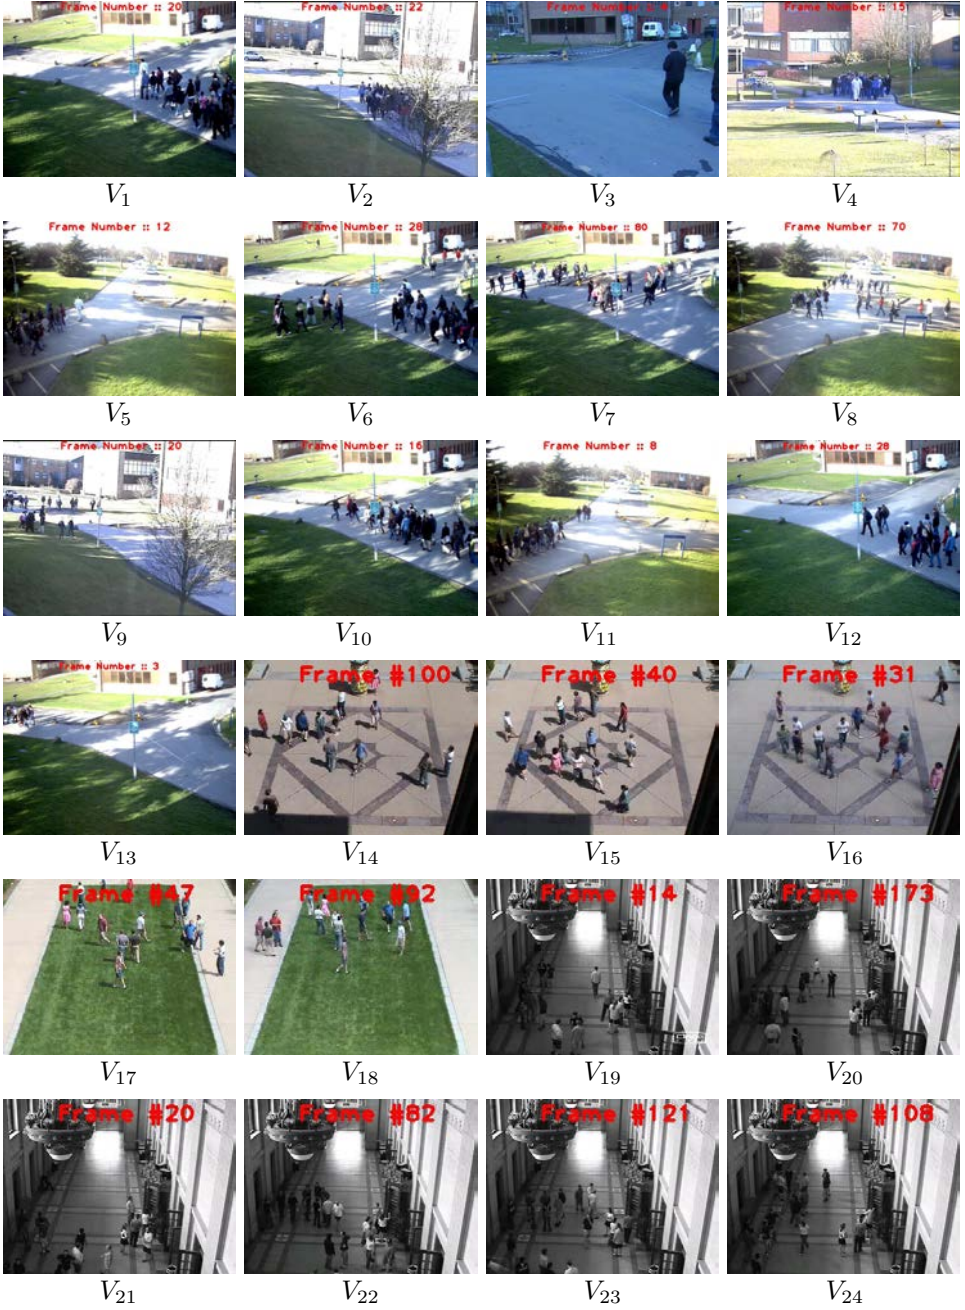 Frame Number :: 20 Frame Number :: 22 Frame Number :: Frame Number :: 15
V1 V2 V3 V4
Frame Number :: 12 Frame Number :: 28 Frame Number :: 80 Frame Number :: 70
V5 V6 V7 V8
Frame Number :: 20 Frame Number :: 16 Frame Number :: 8 Frame Number :: 28
V9 V10 V11 V12
Frame Number :: 3 Frame #100 Frame #40 Frame #31
V13 V14 V15 V16
Frame #47 Frame #92 Frame #14 Frame #173
V17 V18 V19 V20
Frame #20 Frame #82 Frame #121 Frame #108
V21 V22 V23 V24